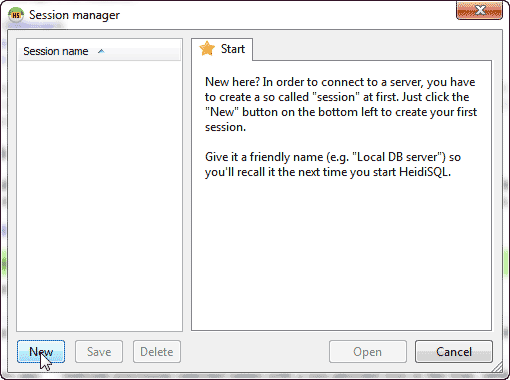 HS
Session manager
Session name
Start
New here? In order to connect to a server, you have
to create a so called "session" at first. Just click the
"New" button on the bottom left to create your first
session.
Give it a friendly name (e.g. "Local DB server") so
you'll recall it the next time you start HeidiSQL.
New
Save
Delete
Open
Cancel